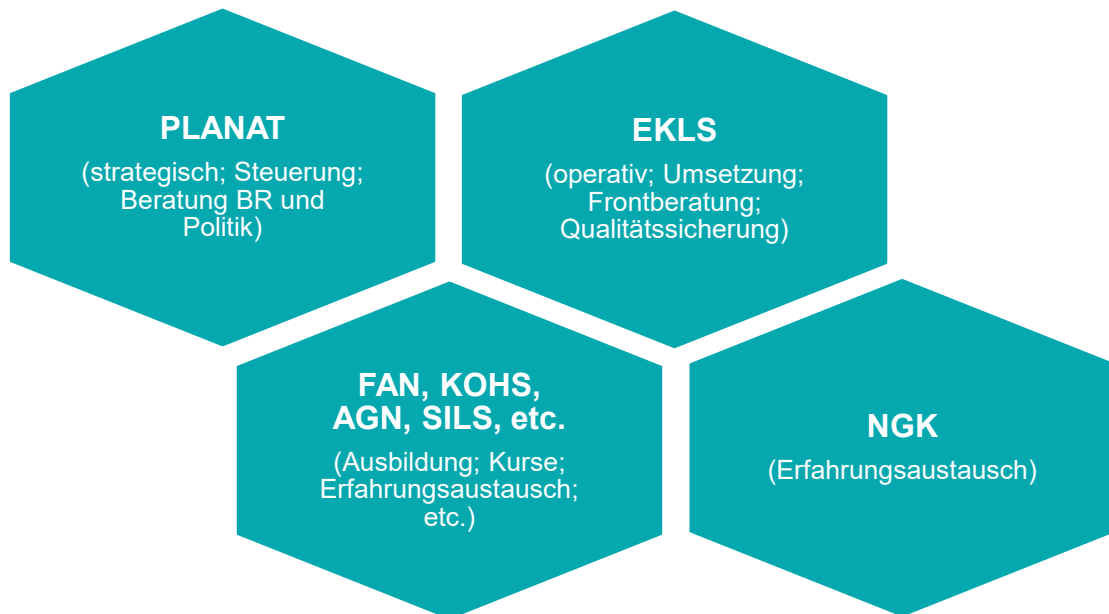 PLANAT
(strategisch; Steuerung;
Beratung BR und
Politik)
EKLS
(operativ; Umsetzung;
Frontberatung;
Qualitätssicherung)
FAN, KOHS,
AGN, SILS, etc.
(Ausbildung; Kurse;
Erfahrungsaustausch;
etc.)
NGK
(Erfahrungsaustausch)